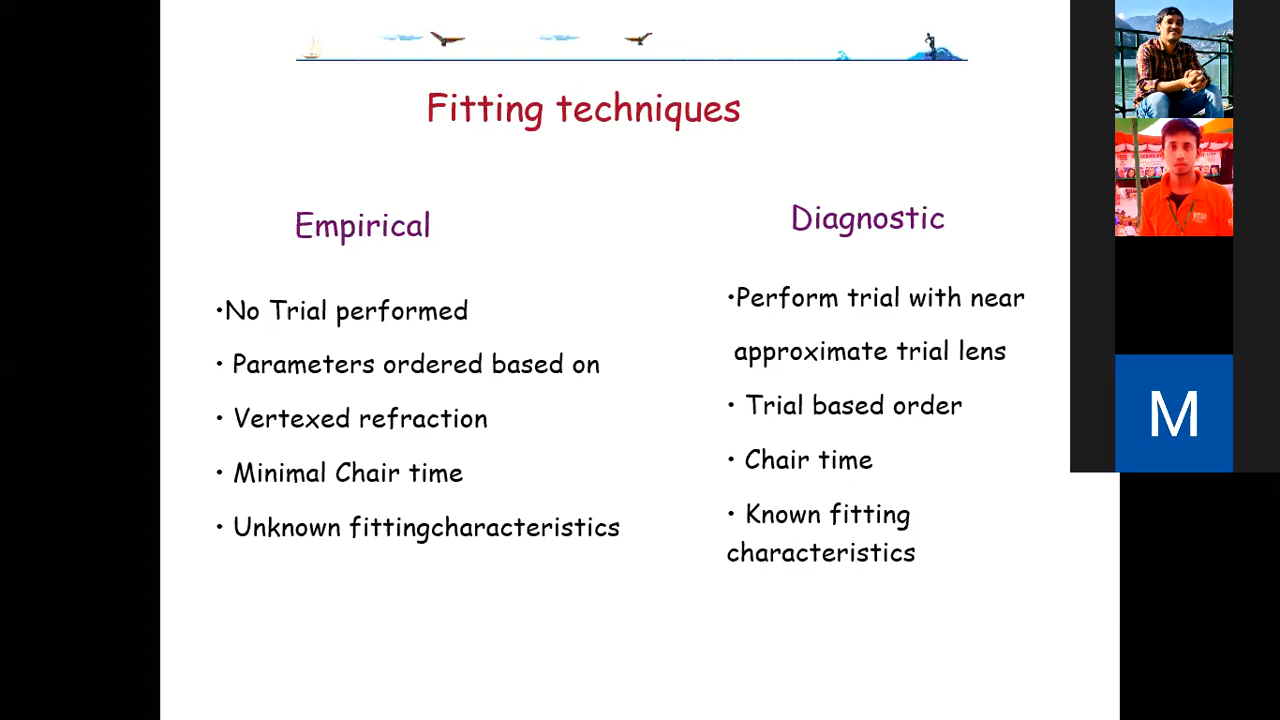 Fitting techniques
Empirical
•No Trial performed
• Parameters ordered based on
• Vertexed refraction
• Minimal Chair time
• Unknown fittingcharacteristics
Diagnostic
•Perform trial with near
approximate trial lens
• Trial based order
• Chair time
• Known fitting
characteristics
M